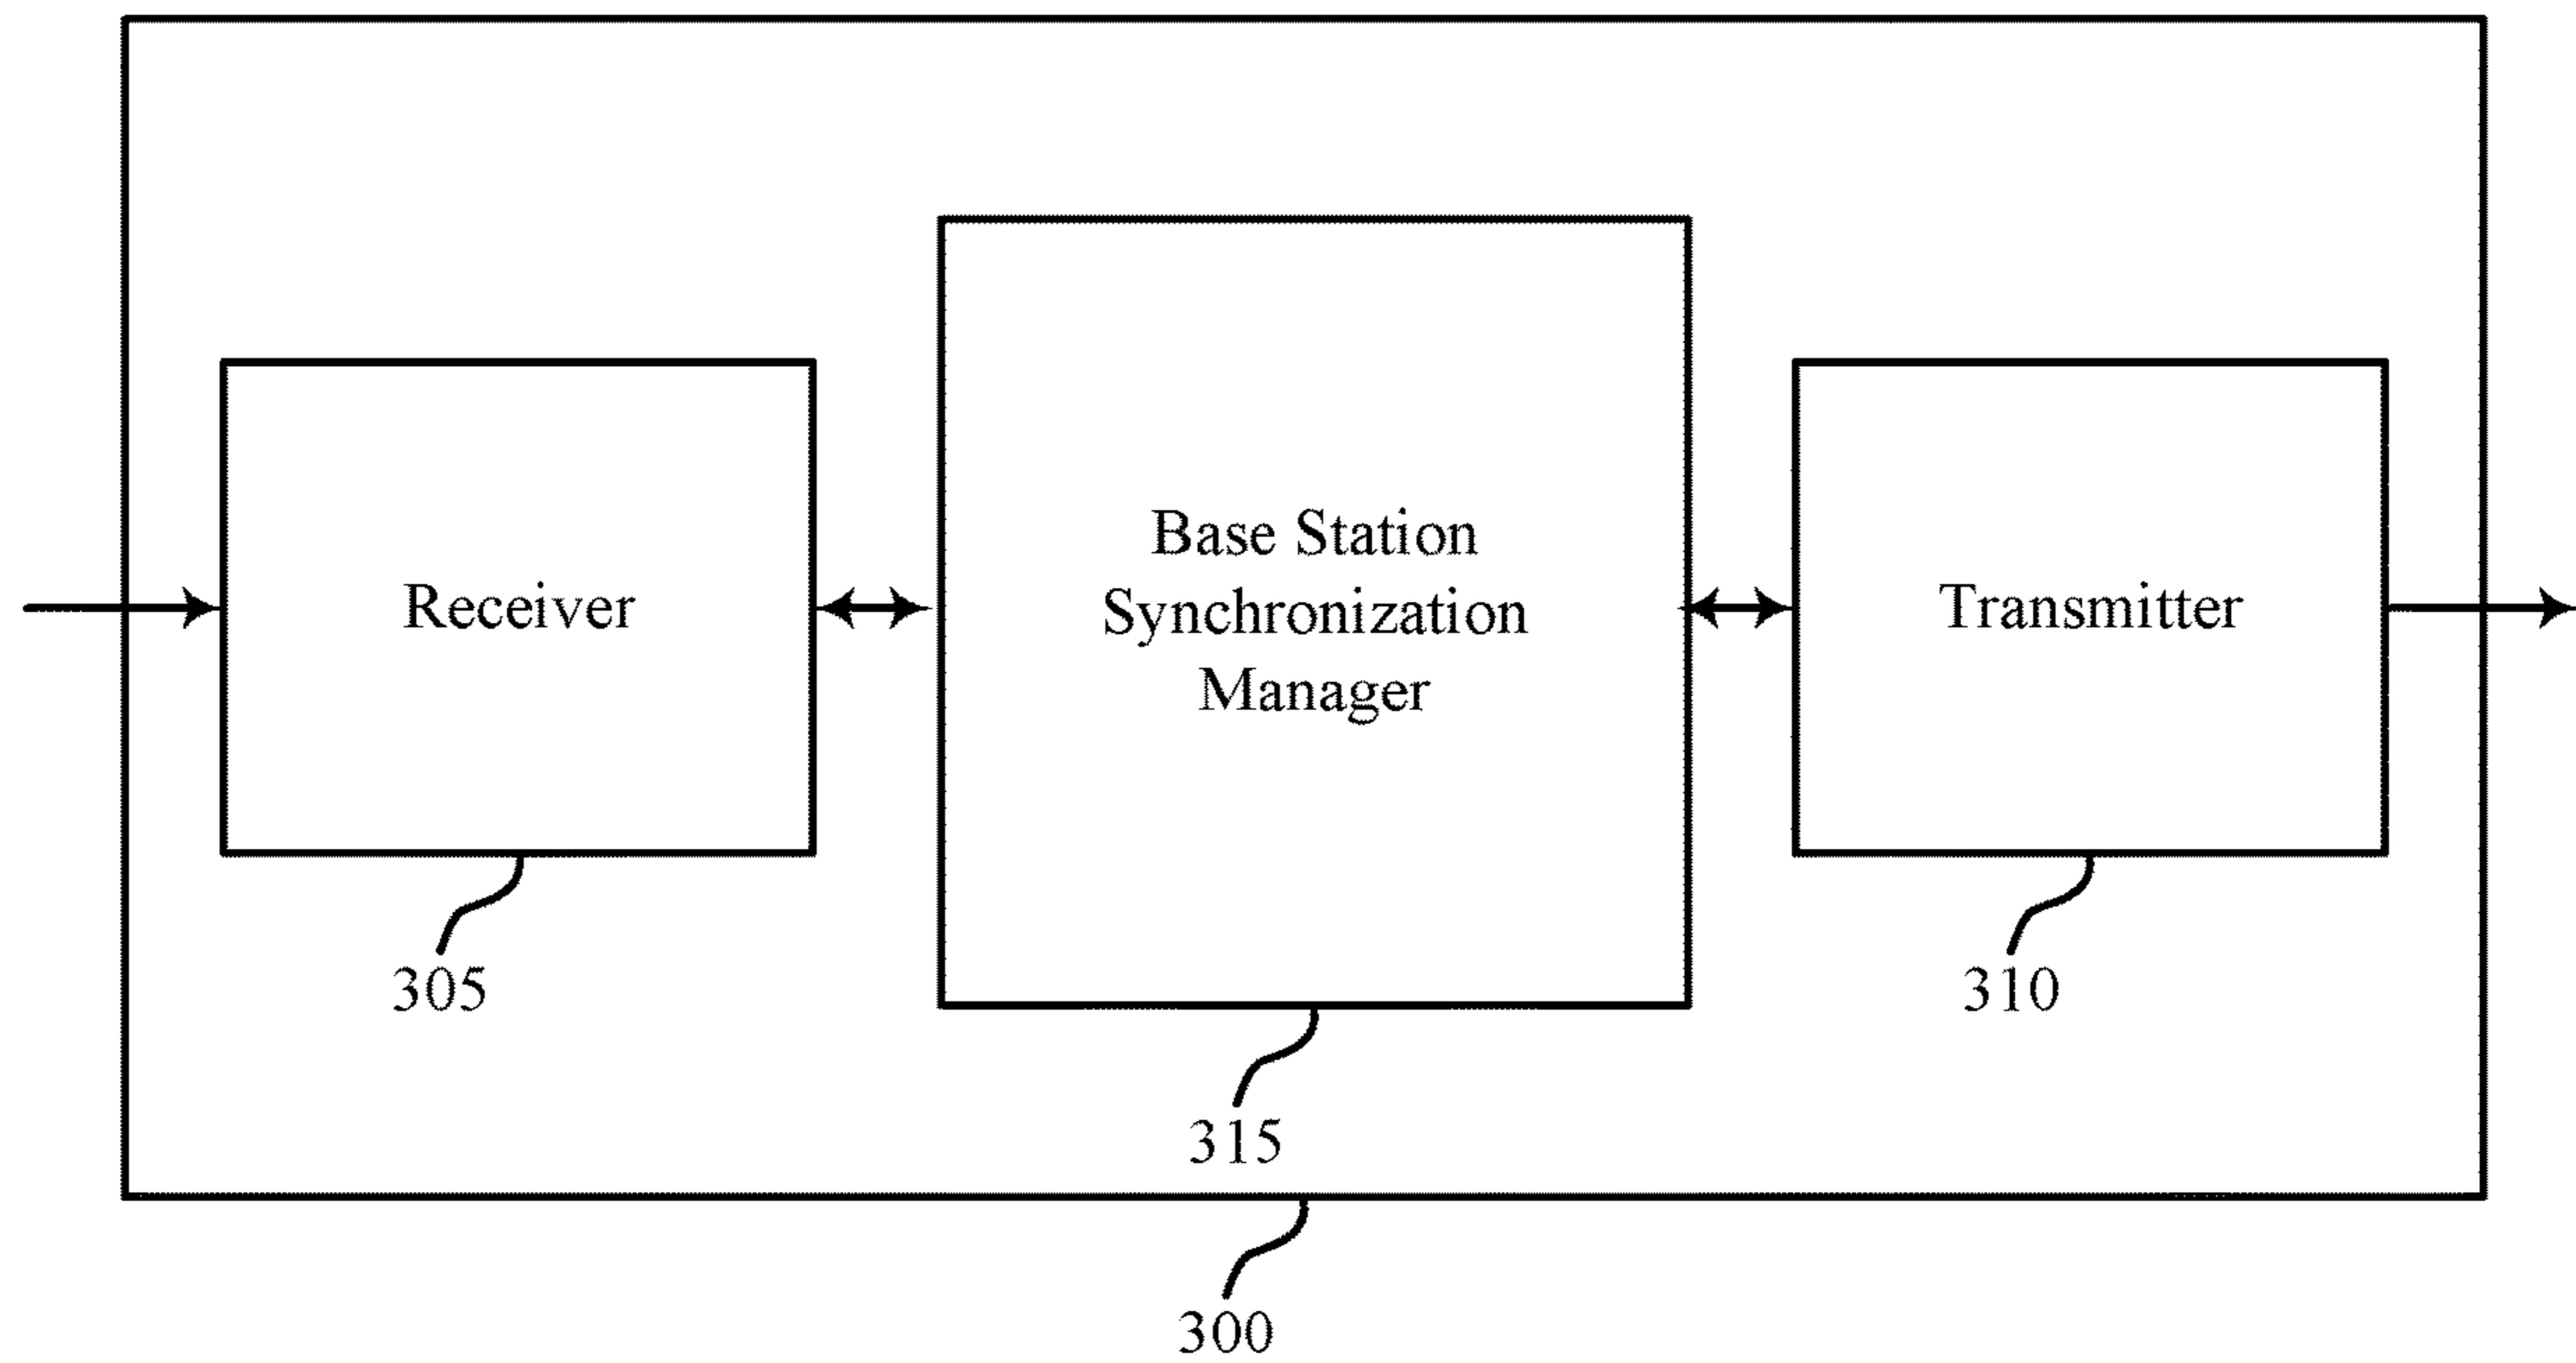 Receiver
Base Station
Synchronization
Manager
Transmitter
305
310
315
300